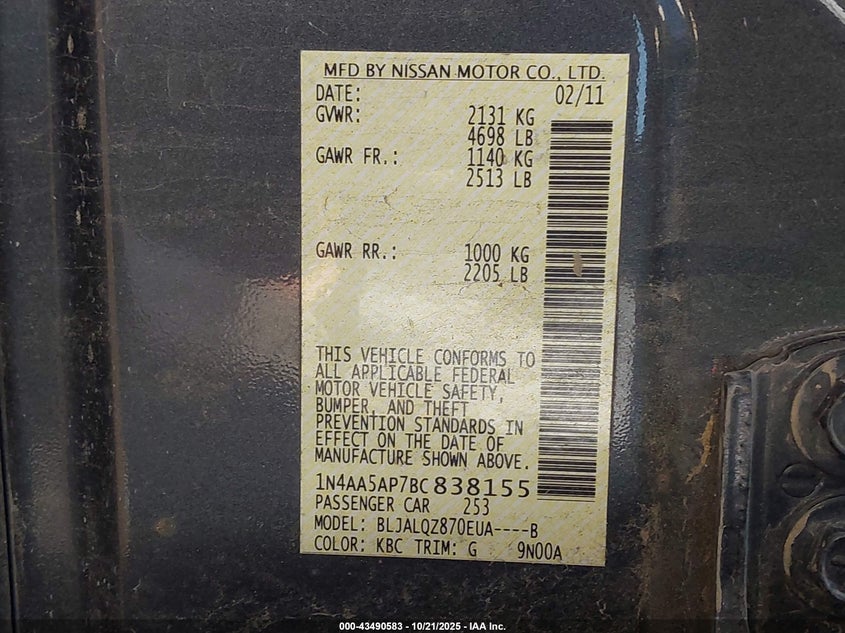 MFD BY NISSAN MOTOR CO., LTD.
DATE: 02/11
GVWR: 2131 KG
4698 LB
GAWR FR.: 1140 KG
2513 LB
GAWR RR.: 1000 KG
2205 LB
THIS VEHICLE CONFORMS TO
ALL APPLICABLE FEDERAL
MOTOR VEHICLE SAFETY,
BUMPER, AND THEFT
PREVENTION STANDARDS IN
EFFECT ON THE DATE OF
MANUFACTURE SHOWN ABOVE.
1N4AA5AP7BC838155
PASSENGER CAR 253
MODEL: BLJALQZ870EUA----B
COLOR: KBC TRIM: G 9N00A
000-43490583 - 10/21/2025 - IAA Inc.